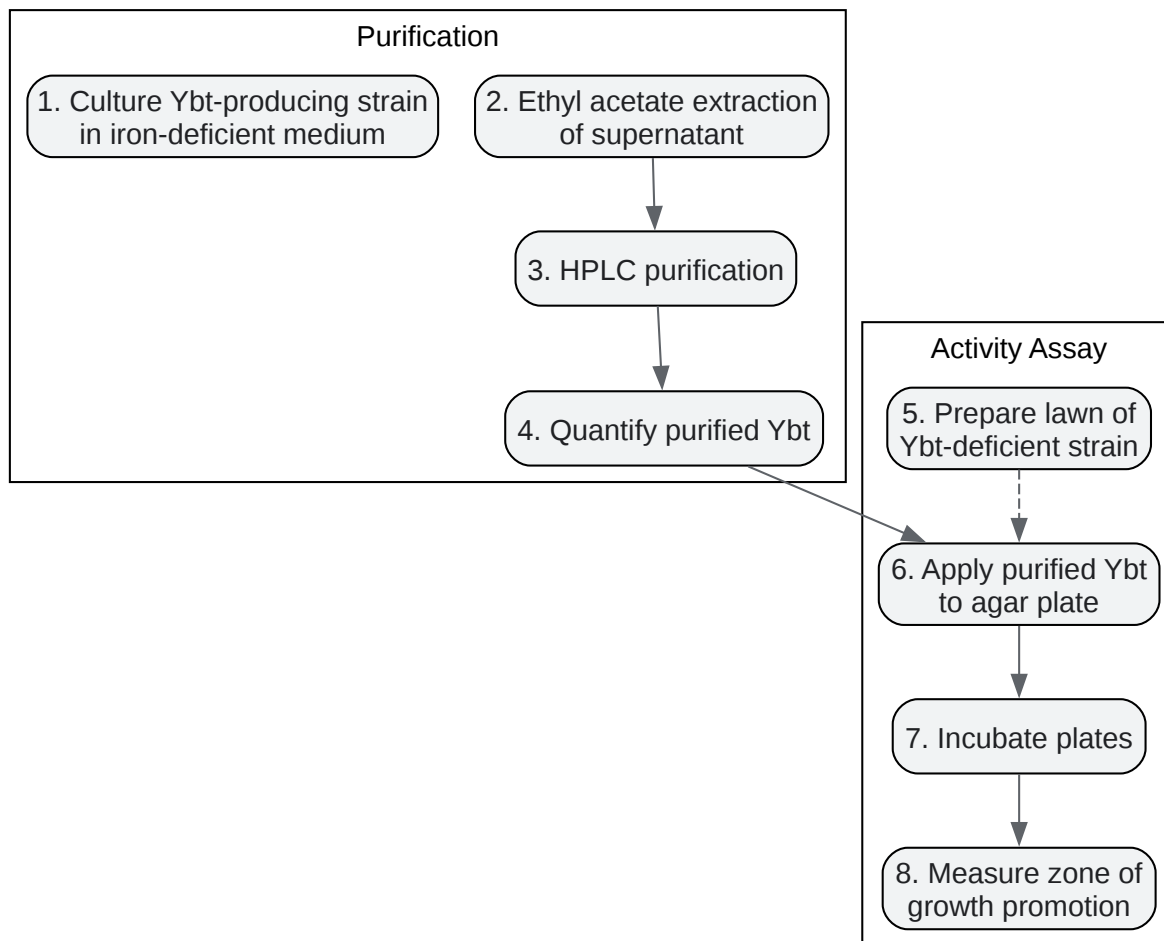 Purification
1. Culture Ybt-producing strain
in iron-deficient medium
2. Ethyl acetate extraction
of supernatant
3. HPLC purification
4. Quantify purified Ybt
Activity Assay
5. Prepare lawn of
Ybt-deficient strain
6. Apply purified Ybt
to agar plate
7. Incubate plates
8. Measure zone of
growth promotion